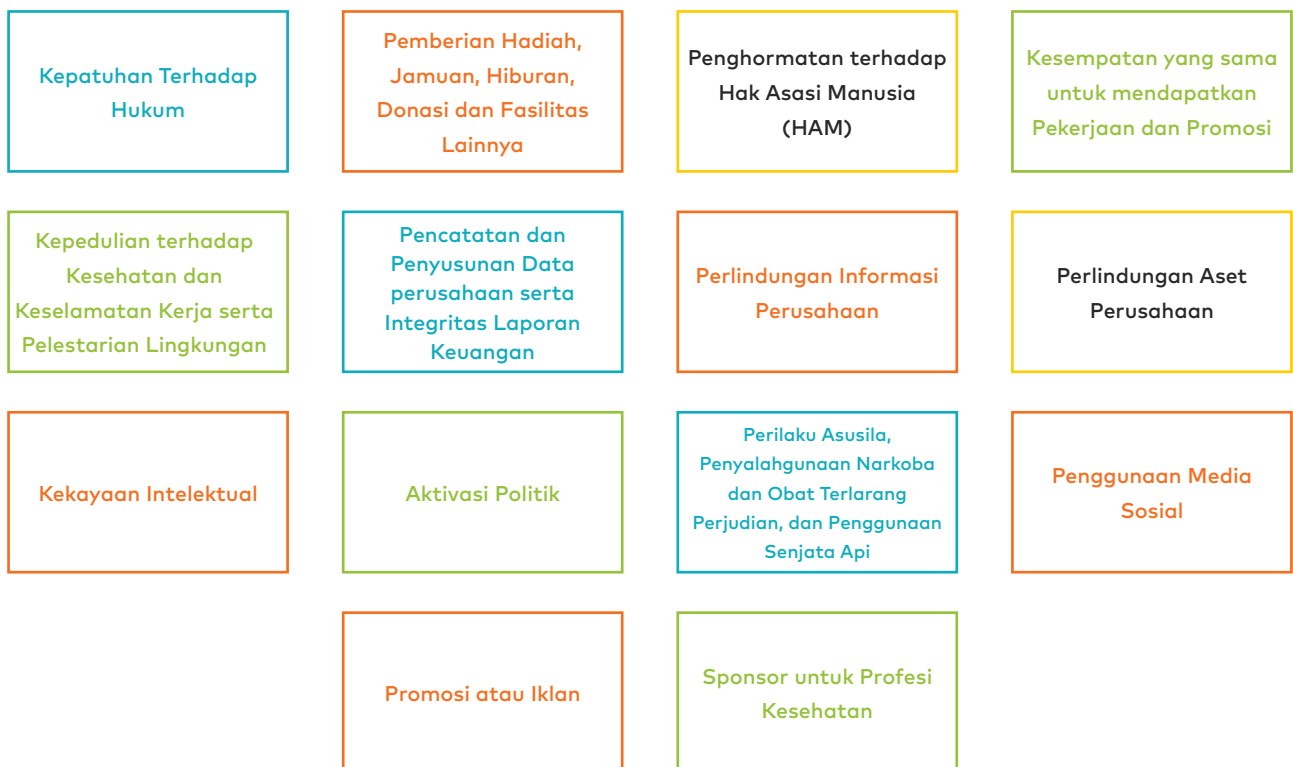 Kepatuhan Terhadap
Hukum
Pemberian Hadiah,
Jamuan, Hiburan,
Donasi dan Fasilitas
Lainnya
Penghormatan terhadap
Hak Asasi Manusia
(HAM)
Kesempatan yang sama
untuk mendapatkan
Pekerjaan dan Promosi
Kepedulian terhadap
Kesehatan dan
Keselamatan Kerja serta
Pelestarian Lingkungan
Pencatatan dan
Penyusunan Data
perusahaan serta
Integritas Laporan
Keuangan
Perlindungan Informasi
Perusahaan
Perlindungan Aset
Perusahaan
Kekayaan Intelektual
Aktivasi Politik
Perilaku Asusila,
Penyalahgunaan Narkoba
dan Obat Terlarang
Perjudian, dan Penggunaan
Senjata Api
Penggunaan Media
Sosial
Promosi atau Iklan
Sponsor untuk Profesi
Kesehatan